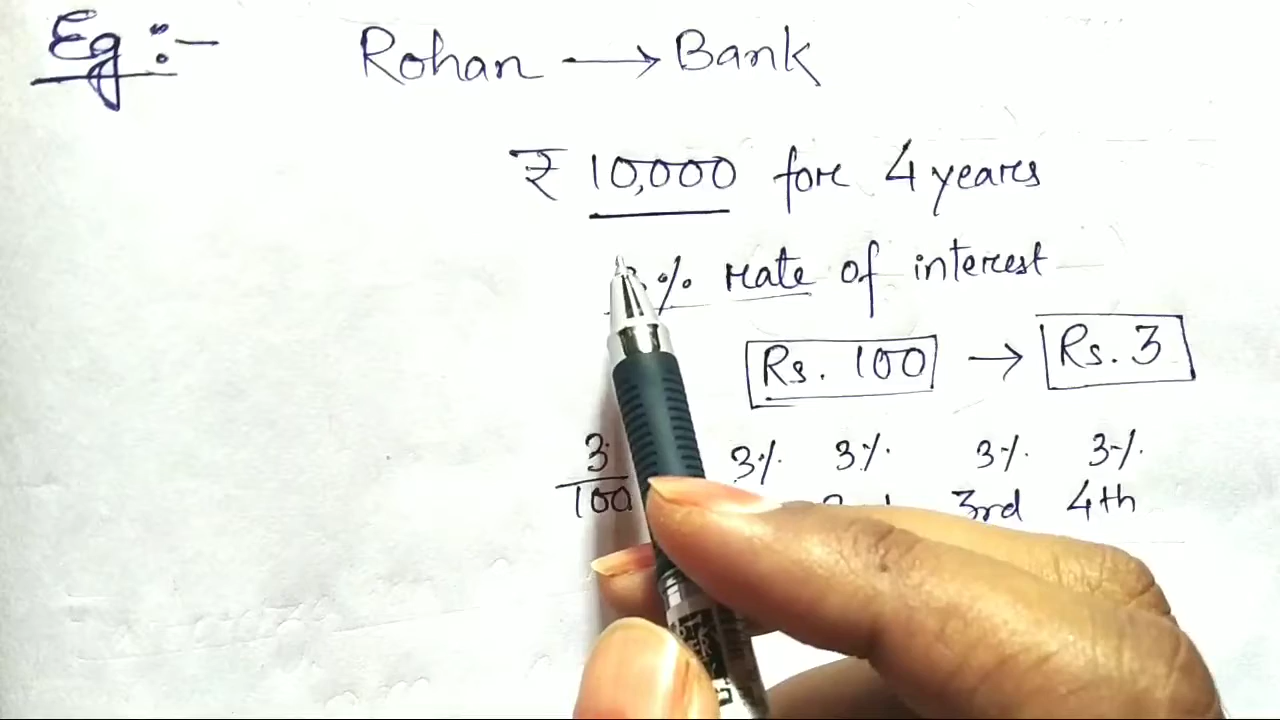 Eg :-
Rohan → Bank
₹ 10,000 for 4 years
% rate of interest
Rs. 100 → Rs. 3
3/100 3% 3% 3% 3%
3rd 4th